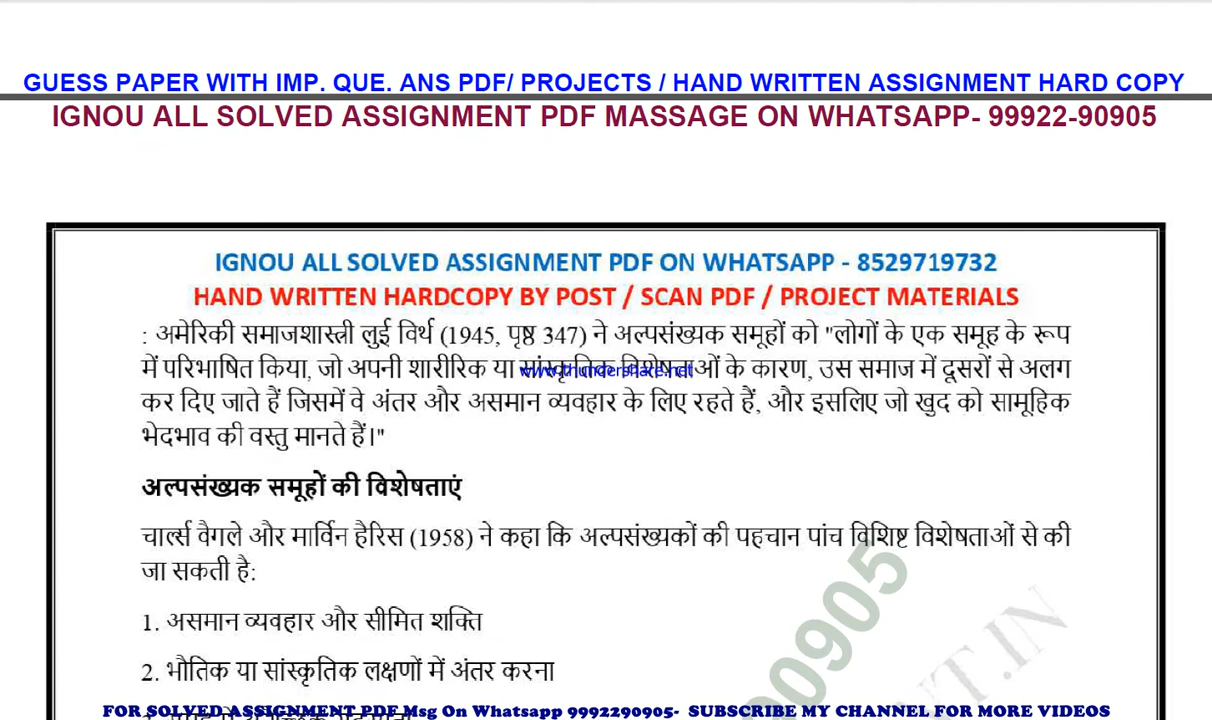 GUESS PAPER WITH IMP. QUE. ANS PDF/ PROJECTS / HAND WRITTEN ASSIGNMENT HARD COPY
IGNOU ALL SOLVED ASSIGNMENT PDF MASSAGE ON WHATSAPP- 99922-90905
IGNOU ALL SOLVED ASSIGNMENT PDF ON WHATSAPP - 8529719732
HAND WRITTEN HARDCOPY BY POST / SCAN PDF / PROJECT MATERIALS
: अमेरिकी समाजशास्त्री लुई विर्थ (1945, पृष्ठ 347) ने अल्पसंख्यक समूहों को "लोगों के एक समूह के रूप
में परिभाषित किया, जो अपनी शारीरिक या सांस्कृतिक विशेषताओं के कारण, उस समाज में दूसरों से अलग
www.thundershare.net
कर दिए जाते हैं जिसमें वे अंतर और असमान व्यवहार के लिए रहते हैं, और इसलिए जो खुद को सामूहिक
भेदभाव की वस्तु मानते हैं।"
अल्पसंख्यक समूहों की विशेषताएं
चार्ल्स वैगले और मार्विन हैरिस (1958) ने कहा कि अल्पसंख्यकों की पहचान पांच विशिष्ट विशेषताओं से की
जा सकती है:
1. असमान व्यवहार और सीमित शक्ति
2. भौतिक या सांस्कृतिक लक्षणों में अंतर करना
FOR SOLVED ASSIGNMENT PDF Msg On Whatsapp 9992290905- SUBSCRIBE MY CHANNEL FOR MORE VIDEOS